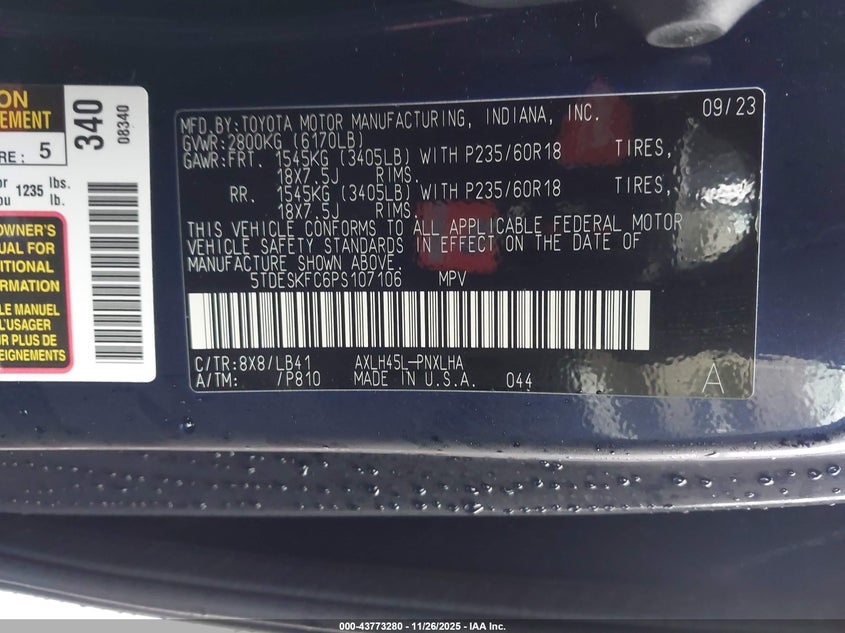 ON
EMENT
RE : 5
or 1235 lbs.
ou lb.
OWNER'S
UAL FOR
ITIONAL
RMATION
LE MANUEL
L'USAGER
UR PLUS DE
EIGNEMENTS
340
08340
MFD.BY:TOYOTA MOTOR MANUFACTURING, INDIANA, INC. 09/23
GVWR:2800KG (6170LB)
GAWR:FRT. 1545KG (3405LB) WITH P235/60R18 TIRES,
18X7.5J RIMS.
RR. 1545KG (3405LB) WITH P235/60R18 TIRES,
18X7.5J RIMS.
THIS VEHICLE CONFORMS TO ALL APPLICABLE FEDERAL MOTOR
VEHICLE SAFETY STANDARDS IN EFFECT ON THE DATE OF
MANUFACTURE SHOWN ABOVE.
5TDESKFC6PS107106 MPV
C/TR:8X8/LB41 AXLH45L-PNXLHA
A/TM: /P810 MADE IN U.S.A. 044 A
000-43773280 - 11/26/2025 - IAA Inc.